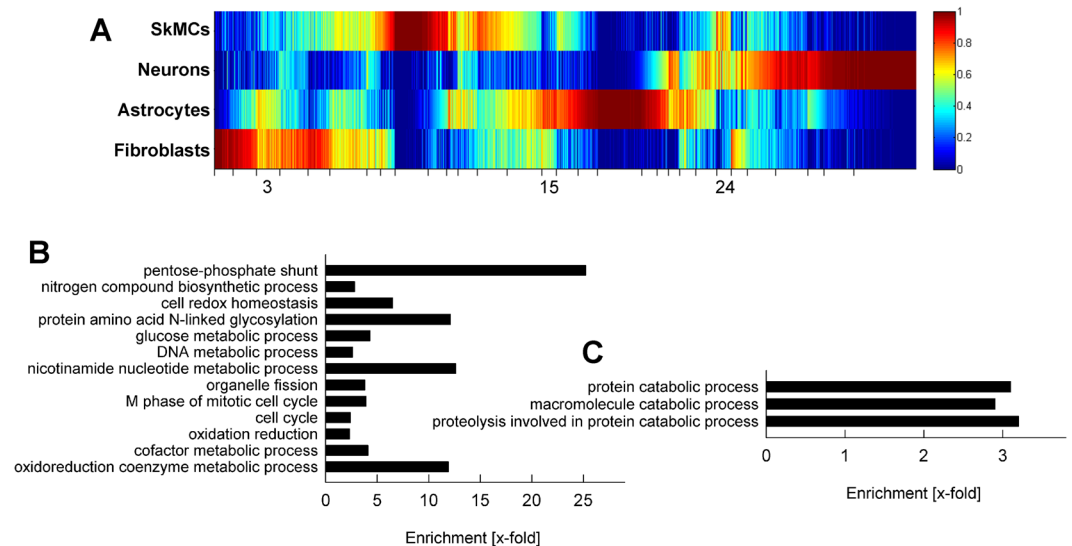 A
SkMCs
Neurons
Astrocytes
Fibroblasts
1
0.8
0.6
0.4
0.2
0
3
15
24
B
pentose-phosphate shunt
nitrogen compound biosynthetic process
cell redox homeostasis
protein amino acid N-linked glycosylation
glucose metabolic process
DNA metabolic process
nicotinamide nucleotide metabolic process
organelle fission
M phase of mitotic cell cycle
cell cycle
oxidation reduction
cofactor metabolic process
oxidoreduction coenzyme metabolic process
0 5 10 15 20 25
Enrichment [x-fold]
C
protein catabolic process
macromolecule catabolic process
proteolysis involved in protein catabolic process
0 1 2 3
Enrichment [x-fold]